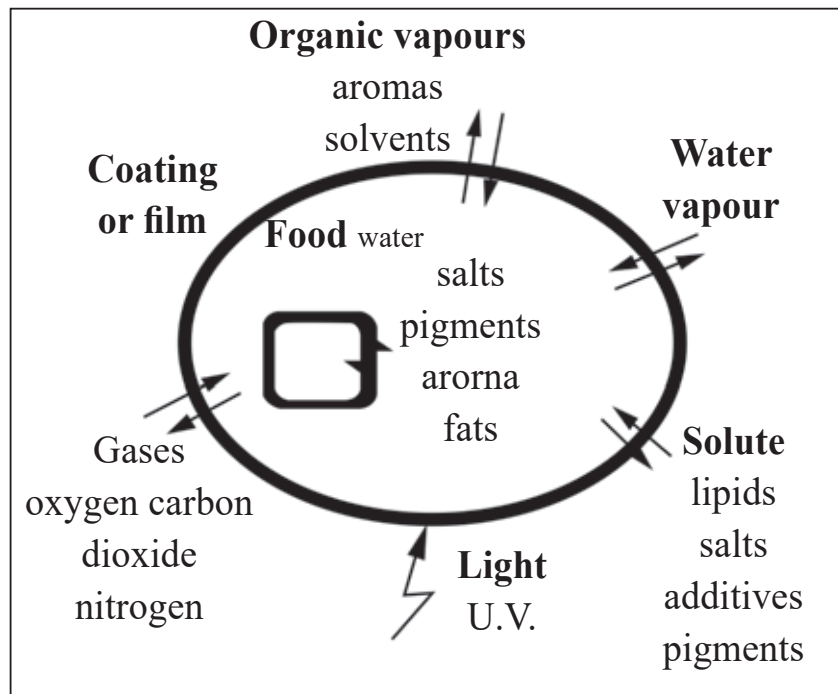 Organic vapours
aromas
solvents
Coating
or film
Water
vapour
Food water
salts
pigments
arorna
fats
Gases
oxygen carbon
dioxide
nitrogen
Light
U.V.
Solute
lipids
salts
additives
pigments